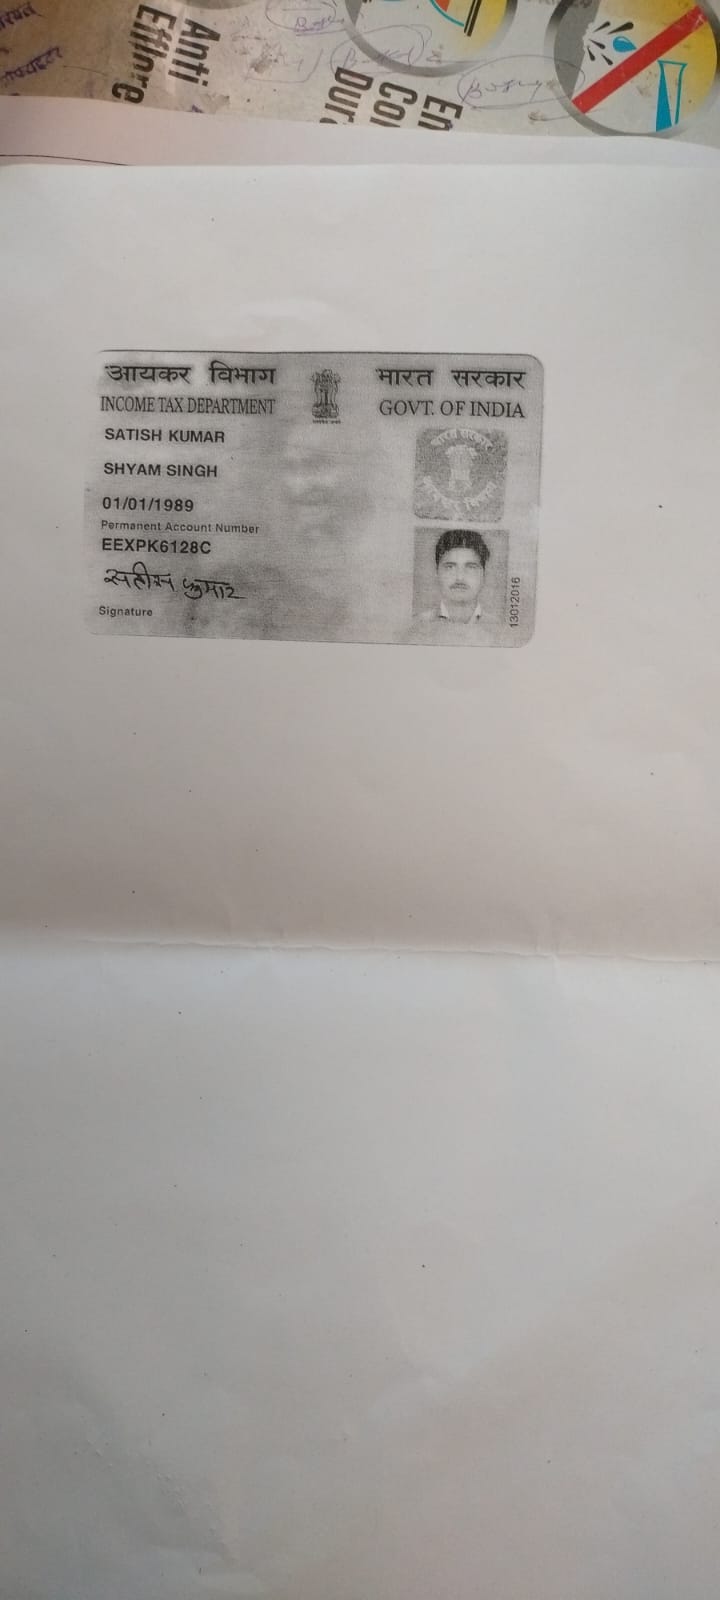 Anti
Efflore
En
Co
Dur
आयकर विभाग
भारत सरकार
INCOME TAX DEPARTMENT
GOVT. OF INDIA
SATISH KUMAR
SHYAM SINGH
01/01/1989
Permanent Account Number
EEXPK6128C
सतीस कुमार
Signature
13012016